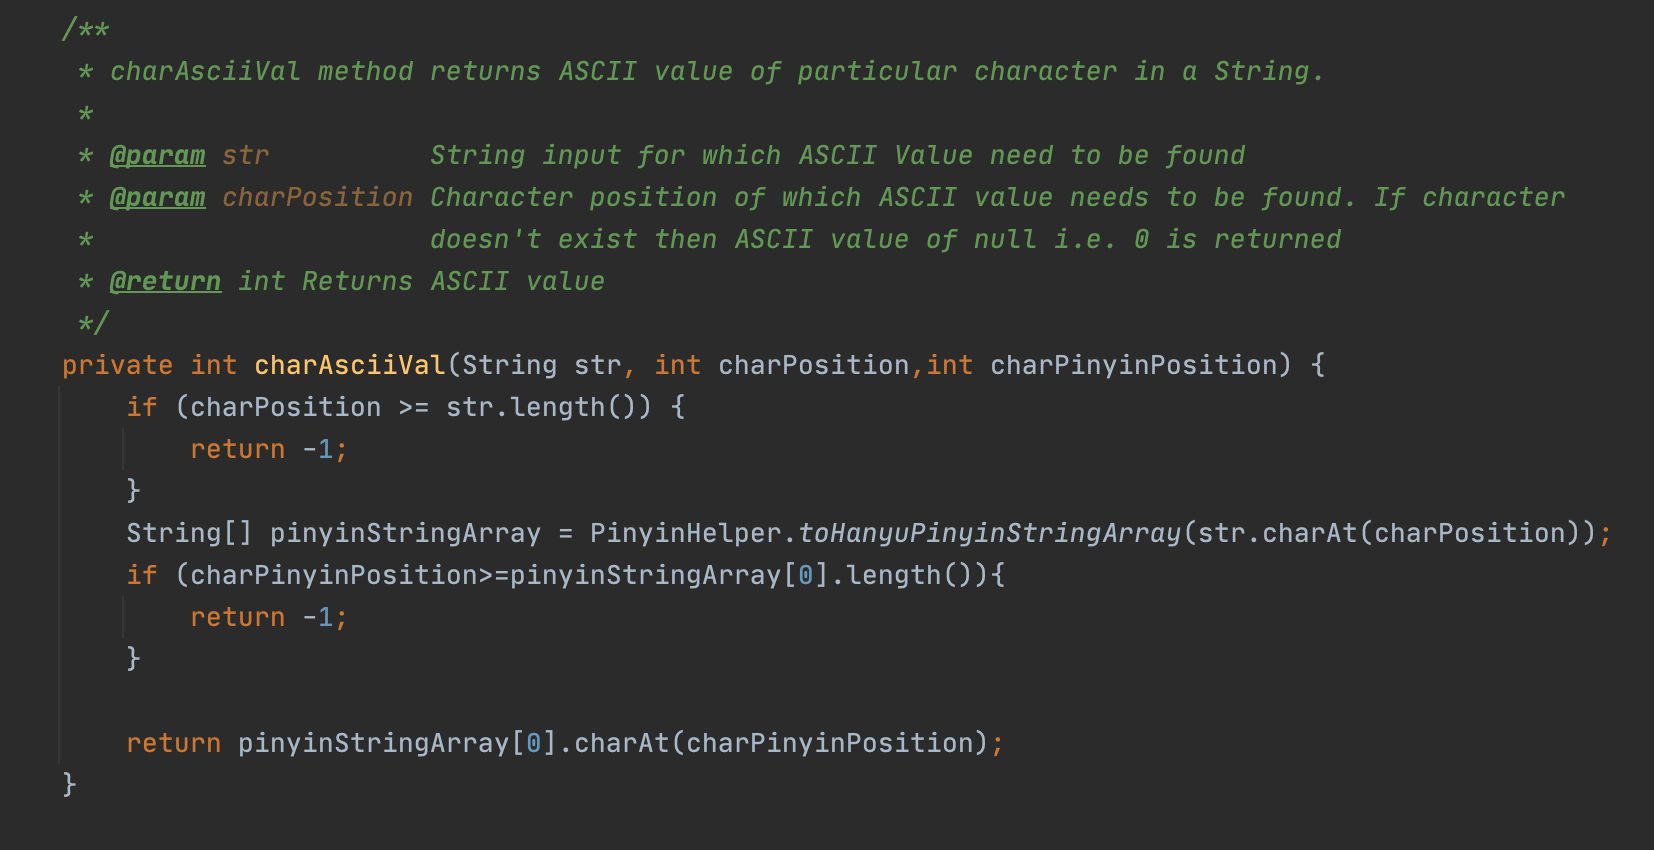 /**
 * charAsciiVal method returns ASCII value of particular character in a String.
 *
 * @param str          String input for which ASCII Value need to be found
 * @param charPosition Character position of which ASCII value needs to be found. If character
 *                     doesn't exist then ASCII value of null i.e. 0 is returned
 * @return int Returns ASCII value
 */
private int charAsciiVal(String str, int charPosition,int charPinyinPosition) {
    if (charPosition >= str.length()) {
        return -1;
    }
    String[] pinyinStringArray = PinyinHelper.toHanyuPinyinStringArray(str.charAt(charPosition));
    if (charPinyinPosition>=pinyinStringArray[0].length()){
        return -1;
    }

    return pinyinStringArray[0].charAt(charPinyinPosition);
}